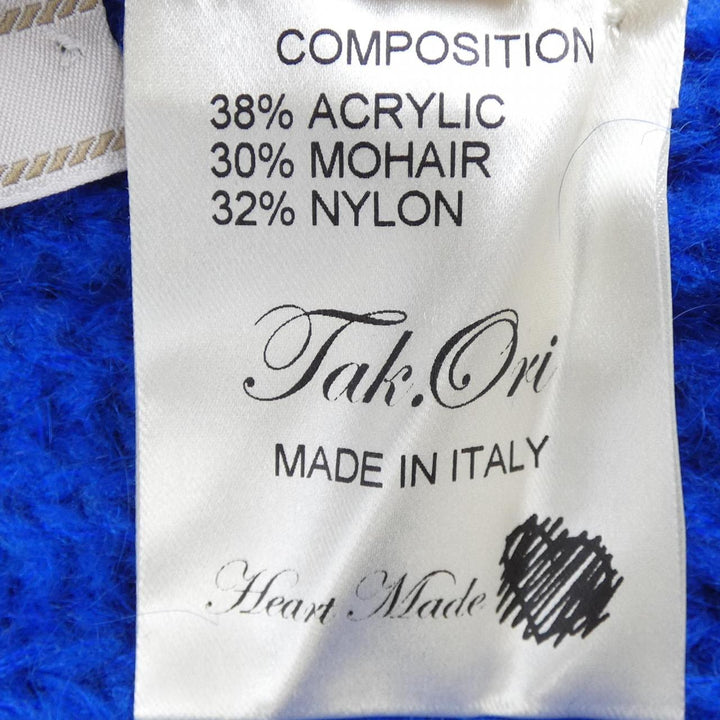 COMPOSITION
38% ACRYLIC
30% MOHAIR
32% NYLON
Tak.Ori
MADE IN ITALY
Heart Made